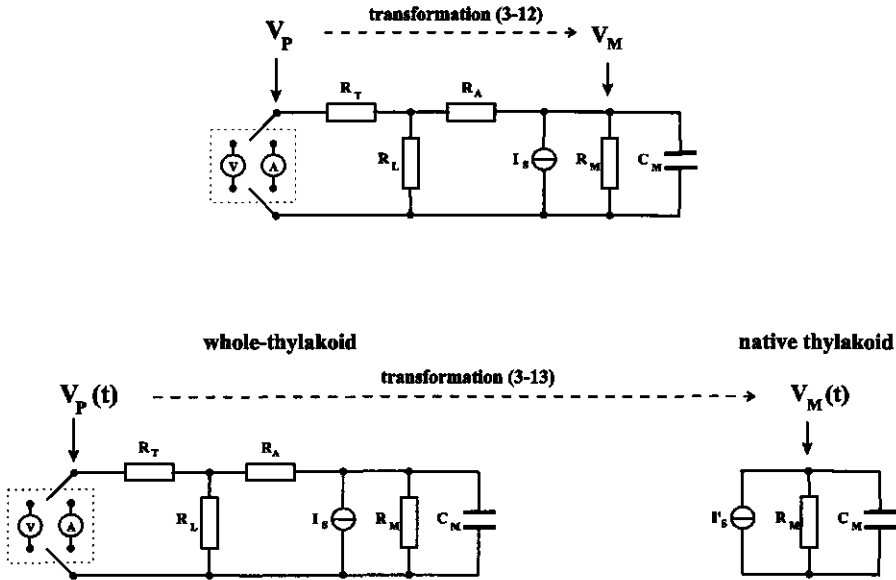 transformation (3-12)
V_P
V_M
R_T
R_A
R_L
V
A
I_S
R_M
C_M
whole-thylakoid
native thylakoid
transformation (3-13)
V_P (t)
V_M (t)
R_T
R_A
R_L
V
A
I_S
R_M
C_M
I'_S
R_M
C_M